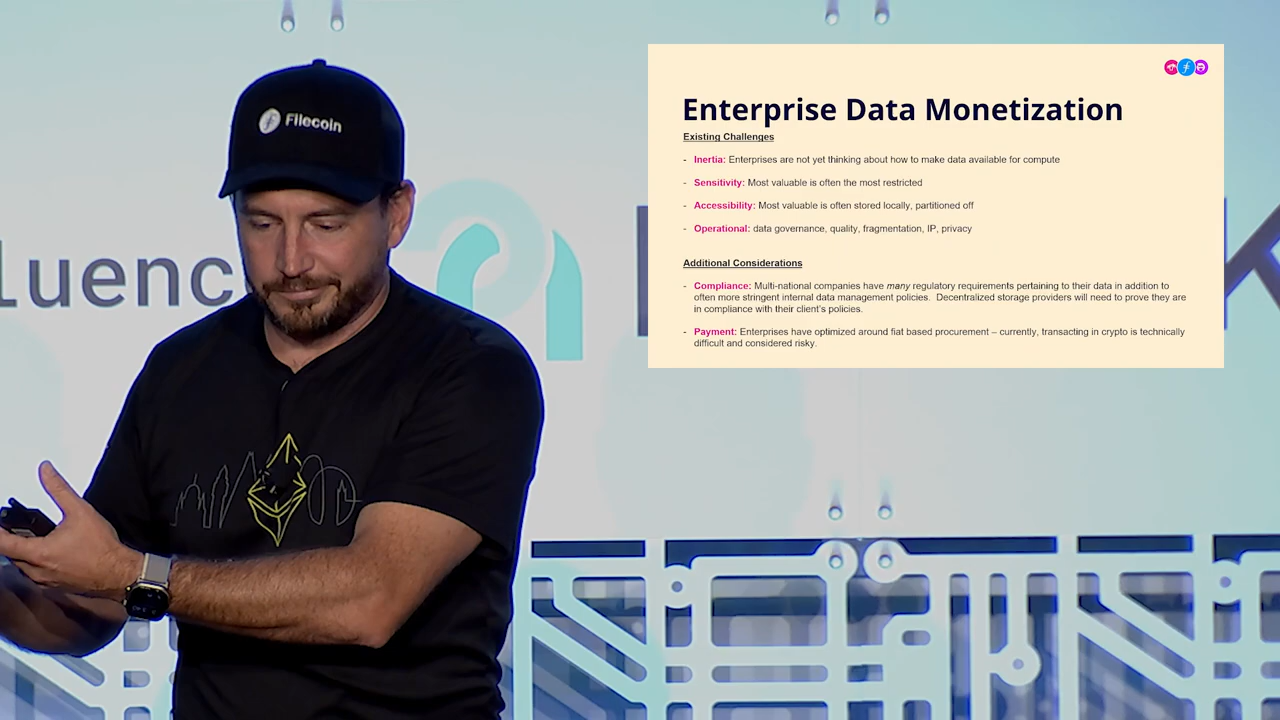 Filecoin
luenc
Enterprise Data Monetization
Existing Challenges
- Inertia: Enterprises are not yet thinking about how to make data available for compute
- Sensitivity: Most valuable is often the most restricted
- Accessibility: Most valuable is often stored locally, partitioned off
- Operational: data governance, quality, fragmentation, IP, privacy
Additional Considerations
- Compliance: Multi-national companies have many regulatory requirements pertaining to their data in addition to
often more stringent internal data management policies. Decentralized storage providers will need to prove they are
in compliance with their client's policies.
- Payment: Enterprises have optimized around fiat based procurement – currently, transacting in crypto is technically
difficult and considered risky.